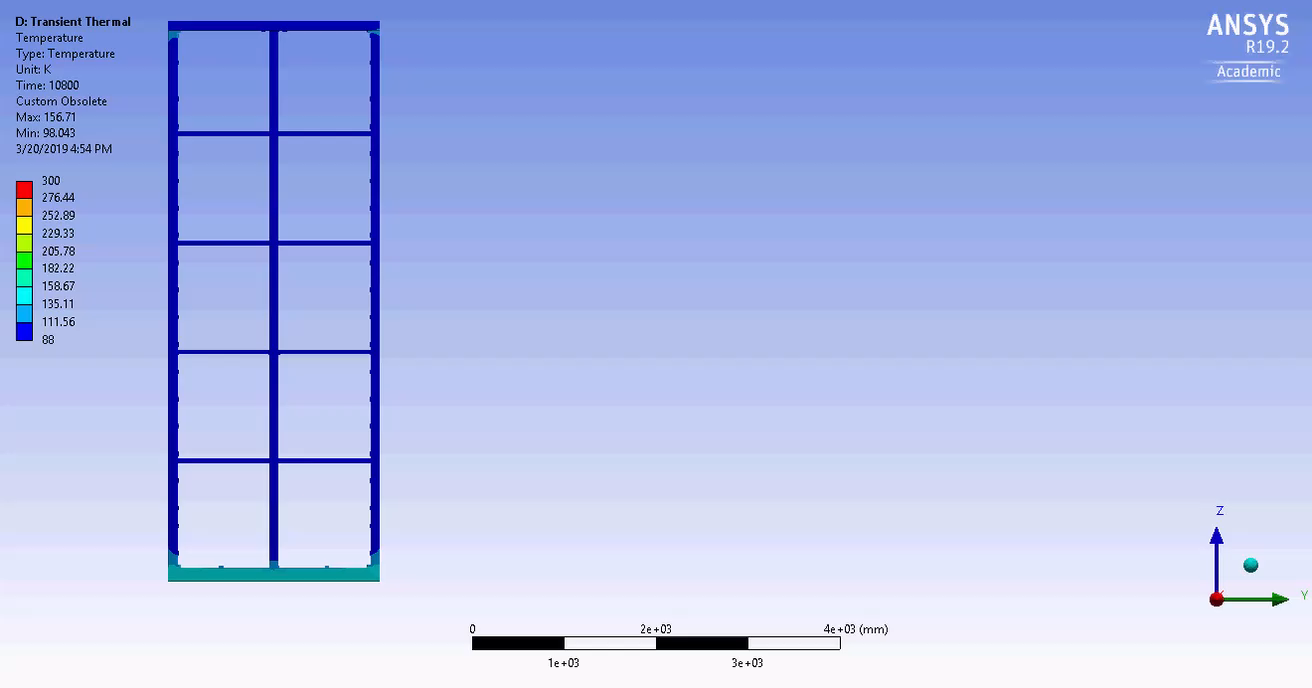 D: Transient Thermal
Temperature
Type: Temperature
Unit: K
Time: 10800
Custom Obsolete
Max: 156.71
Min: 98.043
3/20/2019 4:54 PM
300
276.44
252.89
229.33
205.78
182.22
158.67
135.11
111.56
88
ANSYS
R19.2
Academic
Z
Y
0 2e+03 4e+03 (mm)
1e+03 3e+03